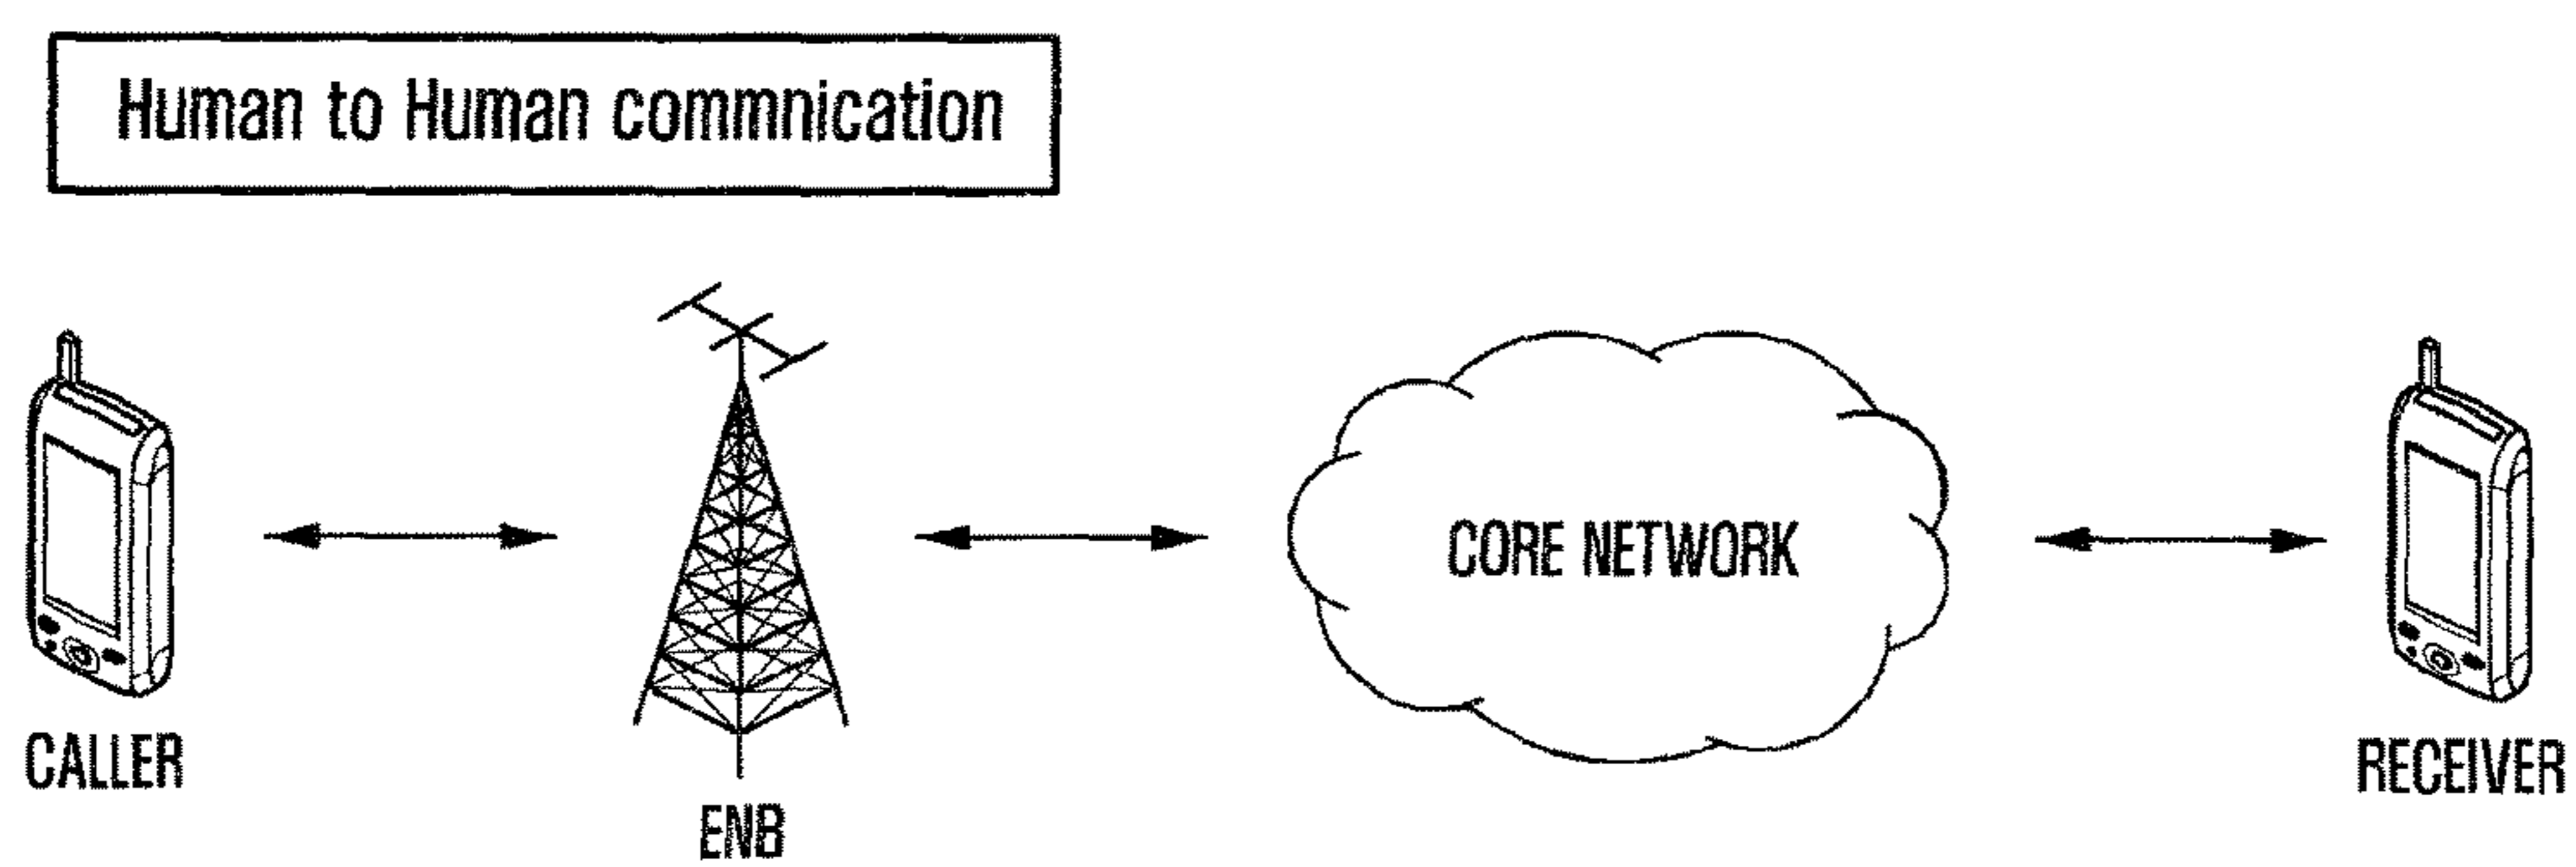 Human to Human commnication
CORE NETWORK
CALLER
RECEIVER
ENB